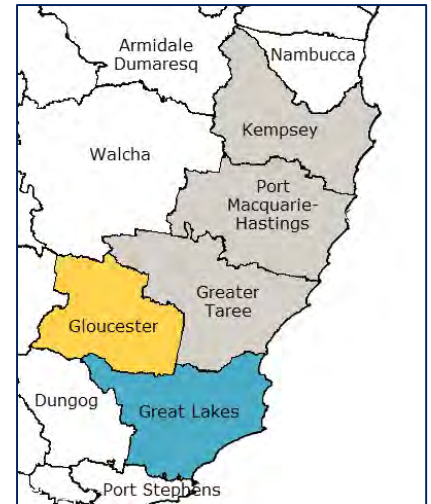 Armidale
Dumaresq
Nambucca
Kempsey
Walcha
Port
Macquarie-
Hastings
Greater
Taree
Gloucester
Dungog
Great Lakes
Port Stephens